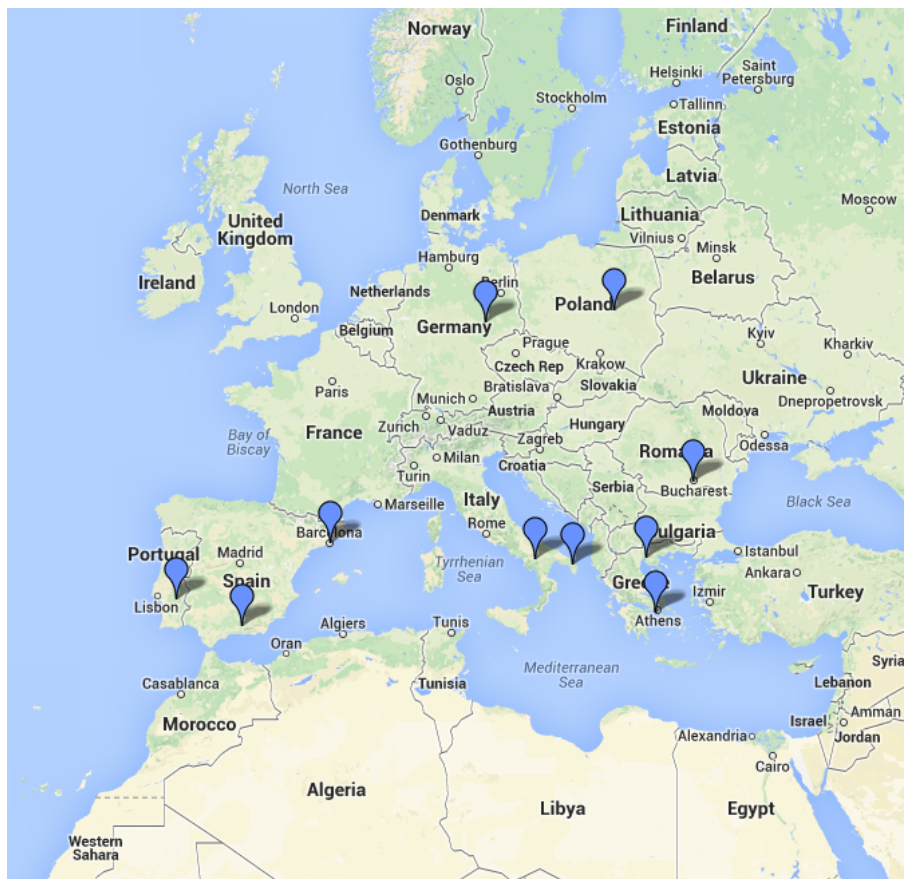 Norway
Finland
Oslo
Helsinki
Saint
Petersburg
Stockholm
Tallinn
Estonia
Gothenburg
North Sea
Latvia
Moscow
Denmark
Lithuania
United
Kingdom
Vilnius
Minsk
Hamburg
Belarus
Ireland
Netherlands
Berlin
Poland
London
Belgium
Germany
Kyiv
Kharkiv
Prague
Czech Rep
Krakow
Paris
Bratislava
Slovakia
Ukraine
Dnepropetrovsk
Munich
Austria
Moldova
Zurich
Vaduz
Hungary
France
Zagreb
Odessa
Bay of
Biscay
Milan
Croatia
Romania
Turin
Serbia
Bucharest
Italy
Marseille
Black Sea
Rome
Barcelona
Bulgaria
Portugal
Madrid
Istanbul
Tyrrhenian
Sea
Ankara
Spain
Greece
Izmir
Turkey
Lisbon
Athens
Algiers
Tunis
Oran
Mediterranean
Sea
Syria
Casablanca
Tunisia
Lebanon
Morocco
Israel
Amman
Alexandria
Jordan
Cairo
Algeria
Libya
Egypt
Western
Sahara